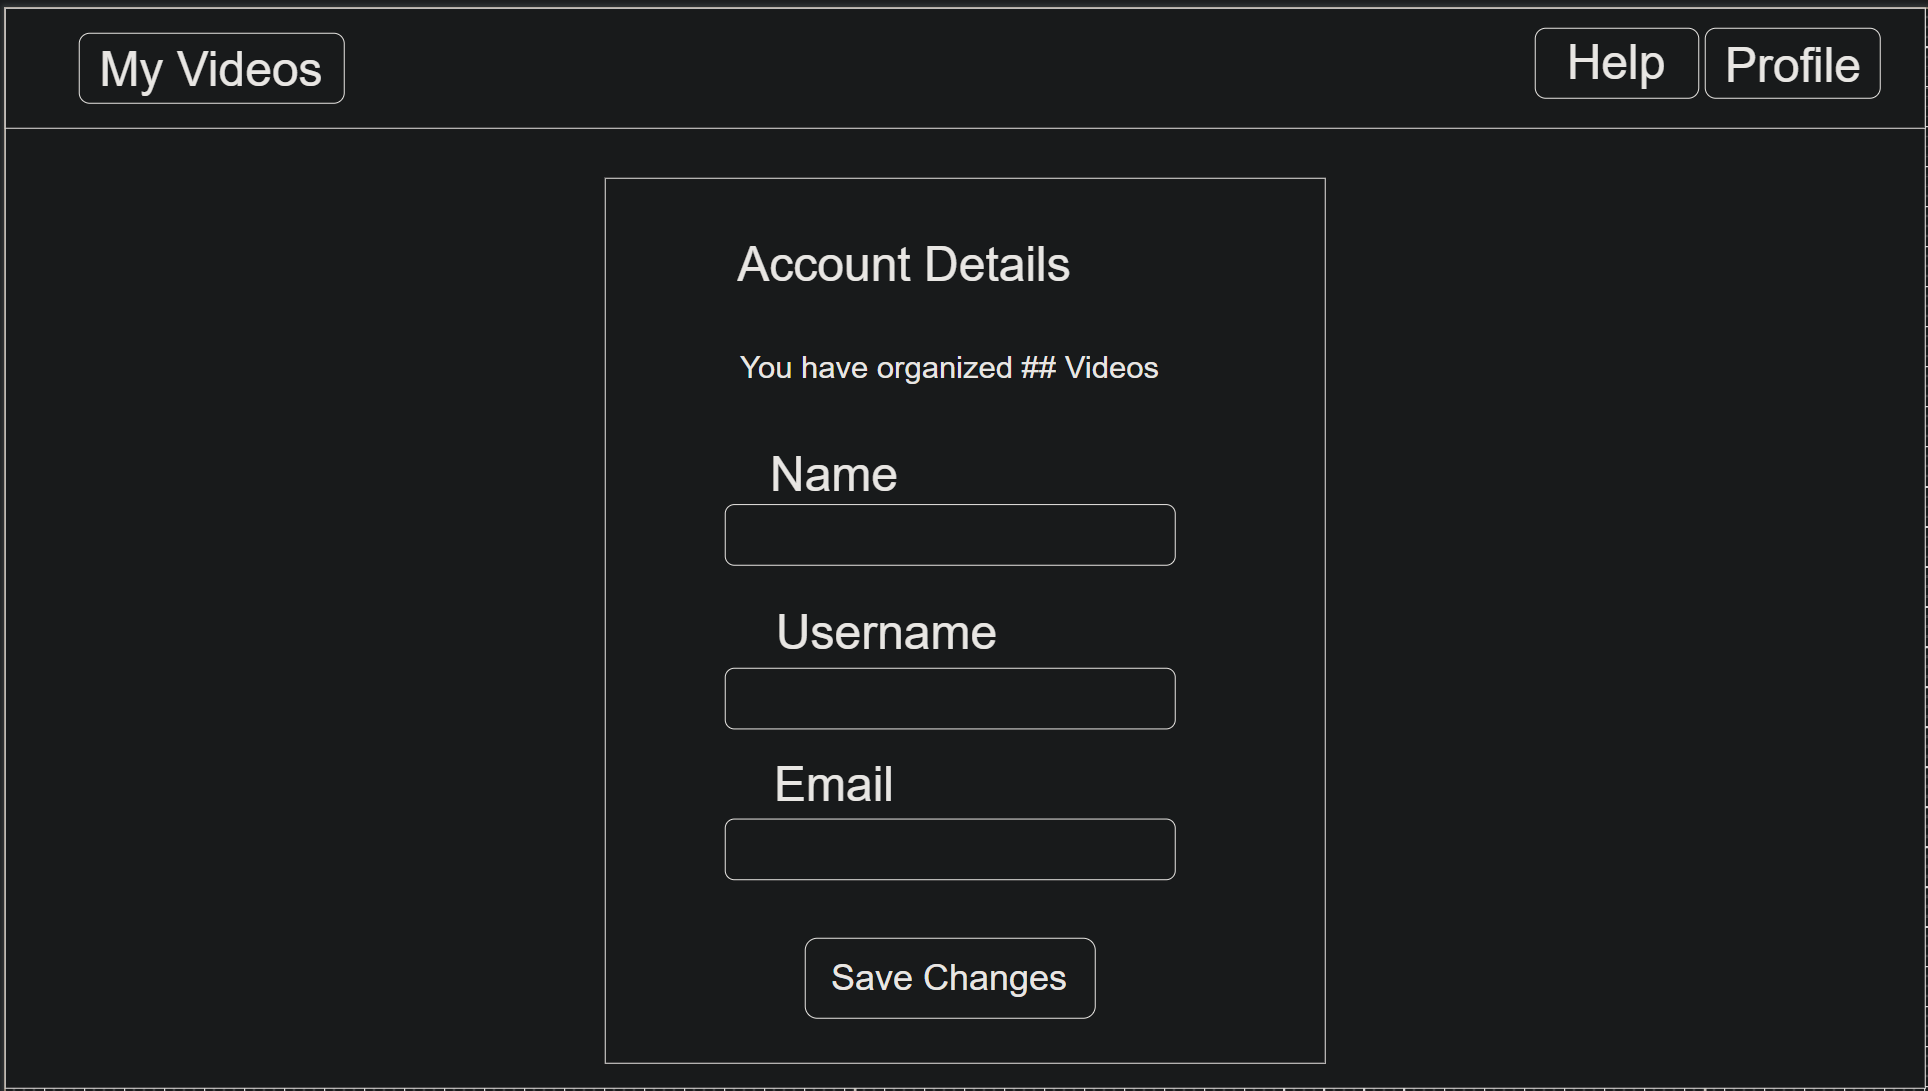 My Videos
Help
Profile
Account Details
You have organized ## Videos
Name
Username
Email
Save Changes